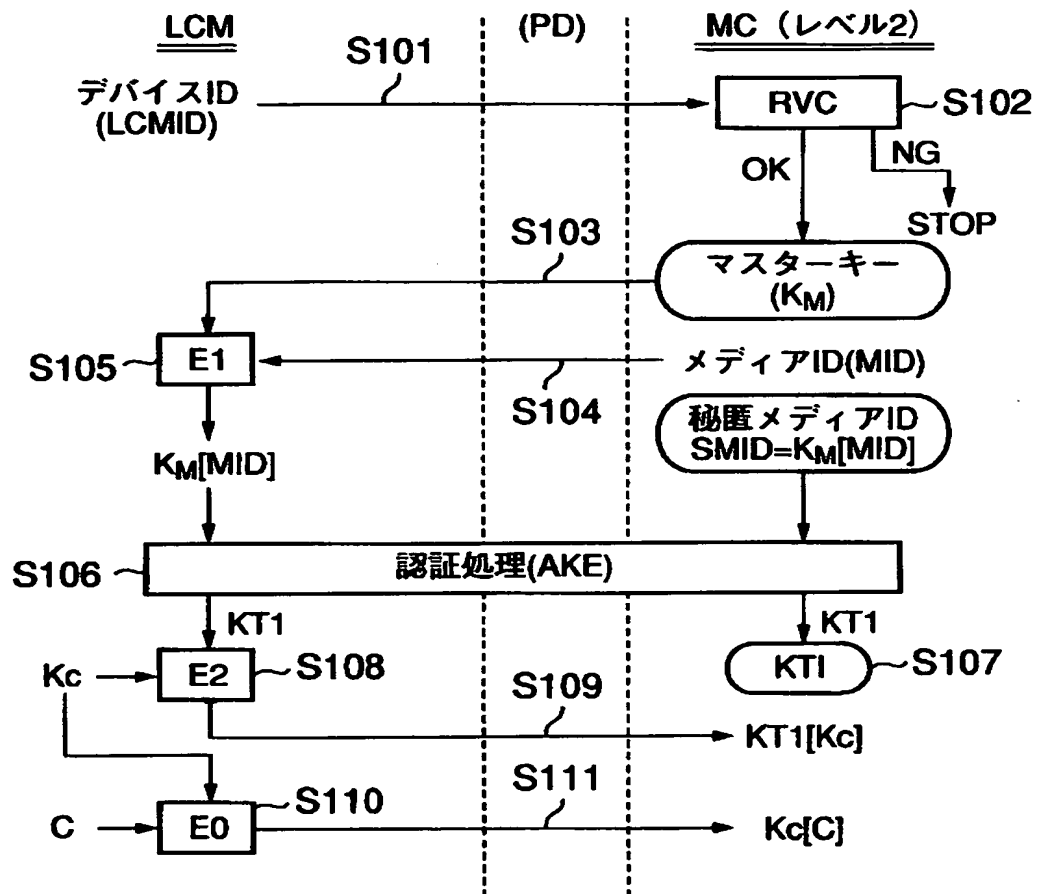 LCM
(PD)
MC (レベル2)
S101
デバイスID
(LCMID)
RVC
S102
OK
NG
STOP
S103
マスターキー
(KM)
S105
E1
メディアID(MID)
S104
秘匿メディアID
SMID=KM[MID]
KM[MID]
S106
認証処理(AKE)
KT1
KT1
Kc
E2
S108
KTI
S107
S109
KT1[Kc]
S110
S111
C
E0
Kc[C]